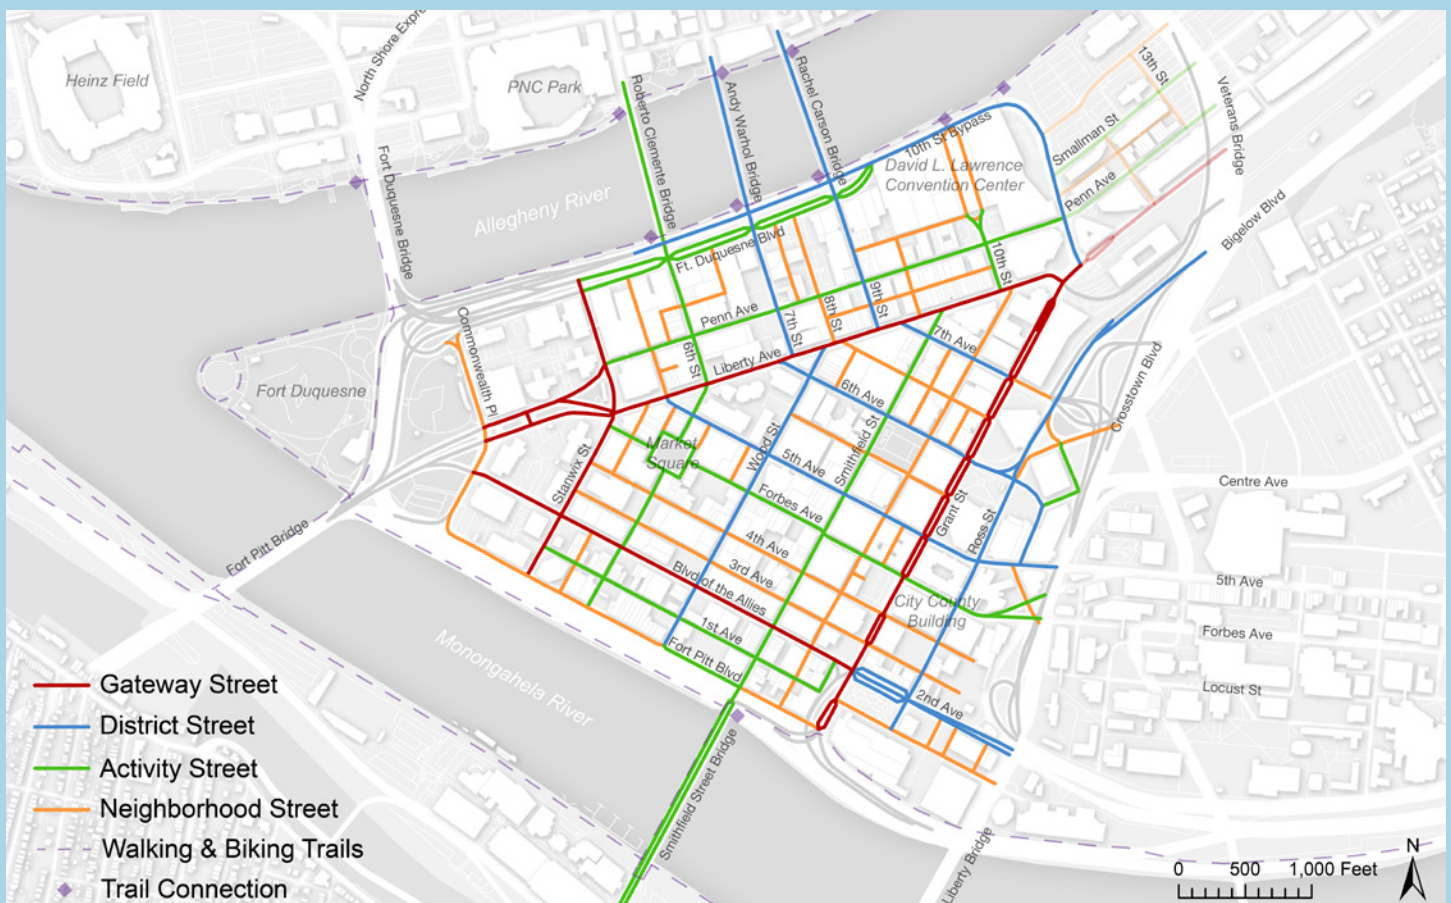 Heinz Field
North Shore Expre
PNC Park
Roberto Clemente Bridge
Andy Warhol Bridge
Rachel Carson Bridge
13th St
Veterans Bridge
Smallman St
10th St Bypass
David L. Lawrence
Convention Center
Penn Ave
Bigelow Blvd
Fort Duquesne Bridge
Allegheny River
Ft. Duquesne Blvd
10th St
9th St
8th St
7th St
Penn Ave
6th St
Liberty Ave
7th Ave
Commonwealth Pl
Fort Duquesne
6th Ave
Crosstown Blvd
Market
Square
Wood St
Smithfield St
5th Ave
Stanwix St
Forbes Ave
Grant St
Ross St
Centre Ave
Fort Pitt Bridge
4th Ave
3rd Ave
Blvd of the Allies
5th Ave
City County
Building
1st Ave
Forbes Ave
Fort Pitt Blvd
Monongahela River
2nd Ave
Locust St
Smithfield Street Bridge
Liberty Bridge
Gateway Street
District Street
Activity Street
Neighborhood Street
Walking & Biking Trails
Trail Connection
0 500 1,000 Feet
N